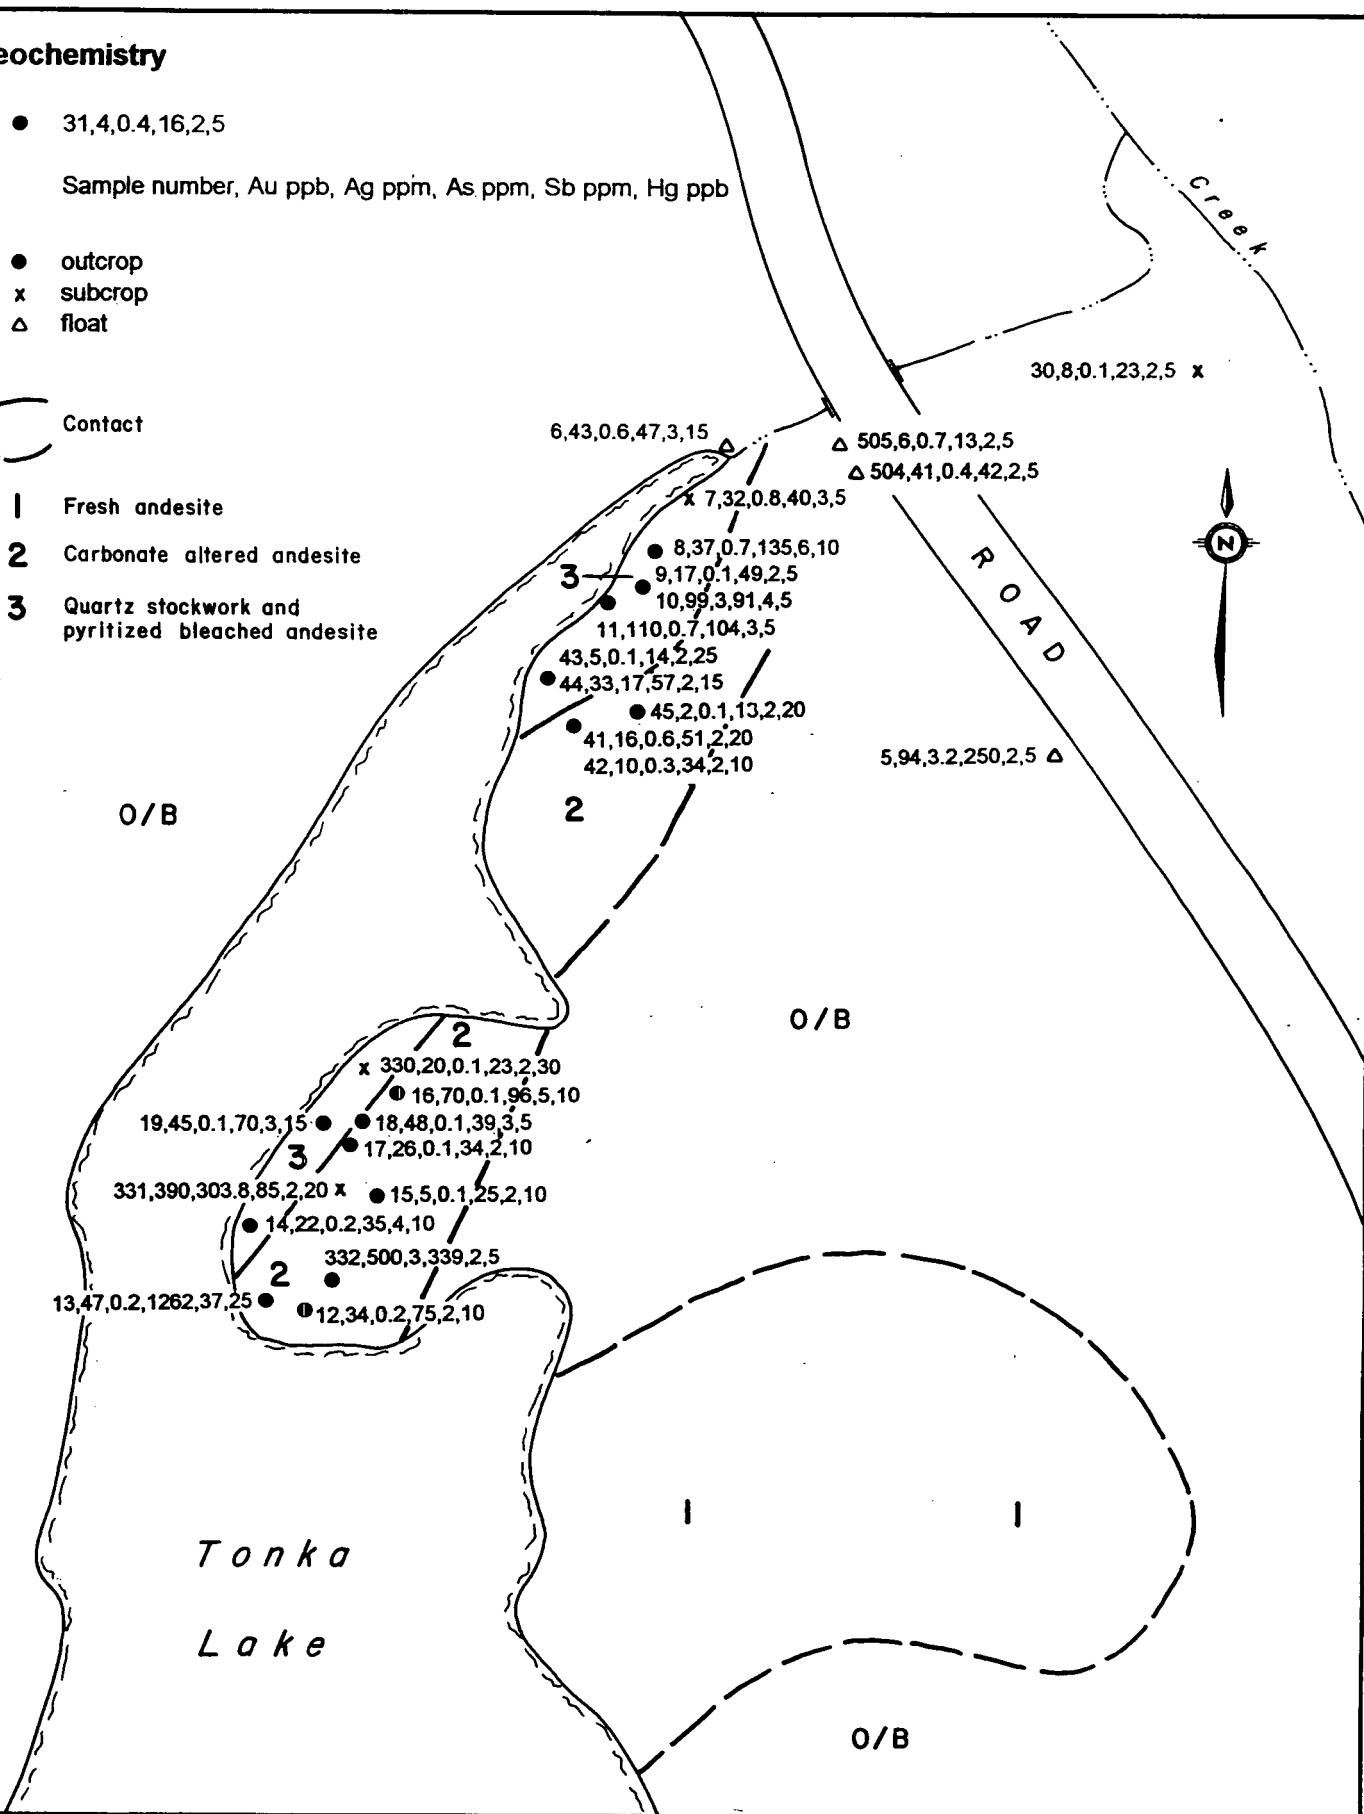 eochemistry
31,4,0.4,16,2,5
Sample number, Au ppb, Ag ppm, As ppm, Sb ppm, Hg ppb
outcrop
x subcrop
float
Contact
1 Fresh andesite
2 Carbonate altered andesite
3 Quartz stockwork and
pyritized bleached andesite
Creek
30,8,0.1,23,2,5 x
6,43,0.6,47,3,15
505,6,0.7,13,2,5
504,41,0.4,42,2,5
x 7,32,0.8,40,3,5
N
ROAD
8,37,0.7,135,6,10
3
9,17,0.1,49,2,5
10,99,3,91,4,5
11,110,0.7,104,3,5
43,5,0.1,14,2,25
44,33,17,57,2,15
45,2,0.1,13,2,20
41,16,0.6,51,2,20
42,10,0.3,34,2,10
5,94,3.2,250,2,5
2
O/B
O/B
2
x 330,20,0.1,23,2,30
16,70,0.1,96,5,10
19,45,0.1,70,3,15
18,48,0.1,39,3,5
17,26,0.1,34,2,10
3
331,390,303.8,85,2,20 x
15,5,0.1,25,2,10
14,22,0.2,35,4,10
332,500,3,339,2,5
2
13,47,0.2,1262,37,25
12,34,0.2,75,2,10
1 1
Tonka
Lake
O/B